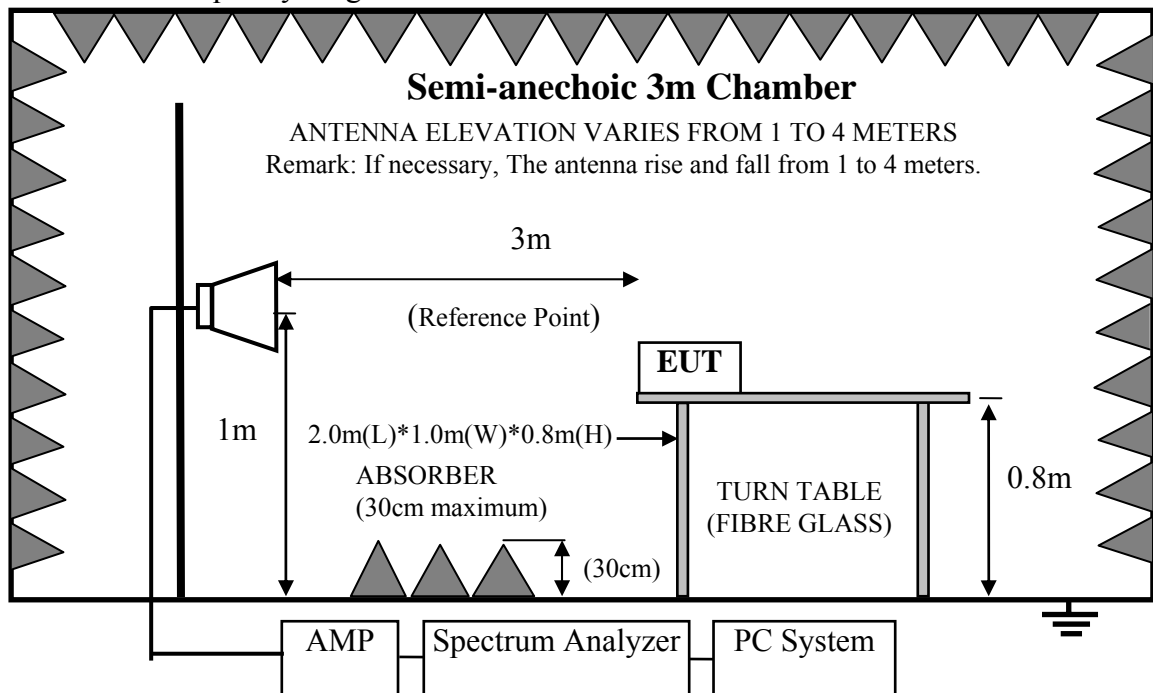 Semi-anechoic 3m Chamber
ANTENNA ELEVATION VARIES FROM 1 TO 4 METERS
Remark: If necessary, The antenna rise and fall from 1 to 4 meters.
3m
(Reference Point)
EUT
1m
2.0m(L)*1.0m(W)*0.8m(H)
ABSORBER
(30cm maximum)
TURN TABLE
(FIBRE GLASS)
0.8m
(30cm)
AMP
Spectrum Analyzer
PC System